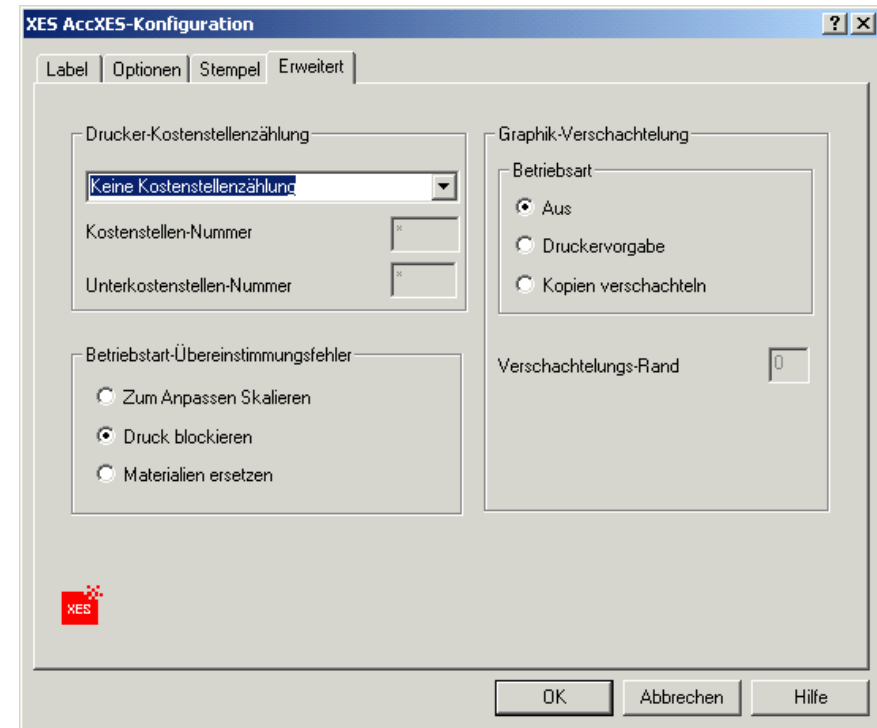 XES AccXES-Konfiguration
Label Optionen Stempel Erweitert
Drucker-Kostenstellenzählung
Keine Kostenstellenzählung
Kostenstellen-Nummer *
Unterkostenstellen-Nummer *
Betriebstart-Übereinstimmungsfehler
Zum Anpassen Skalieren
Druck blockieren
Materialien ersetzen
Graphik-Verschachtelung
Betriebsart
Aus
Druckervorgabe
Kopien verschachteln
Verschachtelungs-Rand 0
XES
OK Abbrechen Hilfe